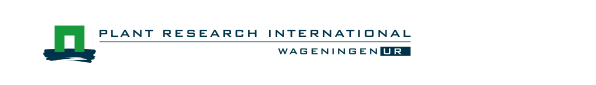 PLANT RESEARCH INTERNATIONAL
WAGENINGEN UR